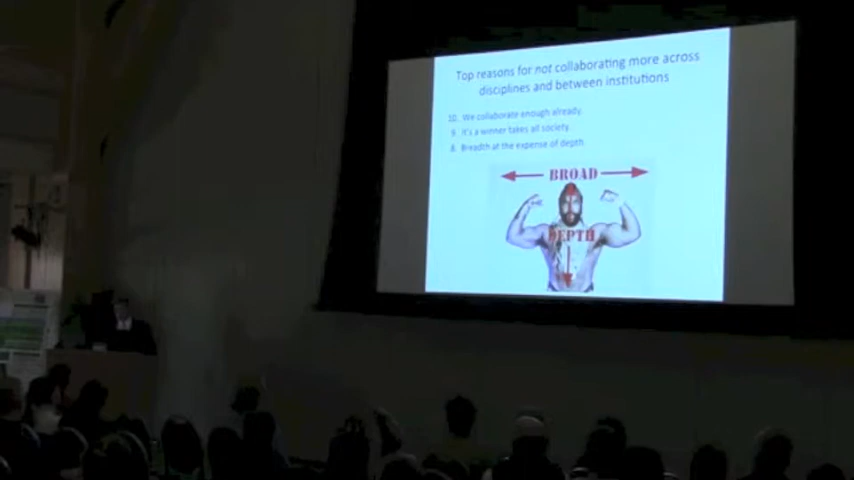 Top reasons for not collaborating more across
disciplines and between institutions
10. We collaborate enough already.
9. It's a winner takes all society.
8. Breadth at the expense of depth.
BROAD
DEPTH